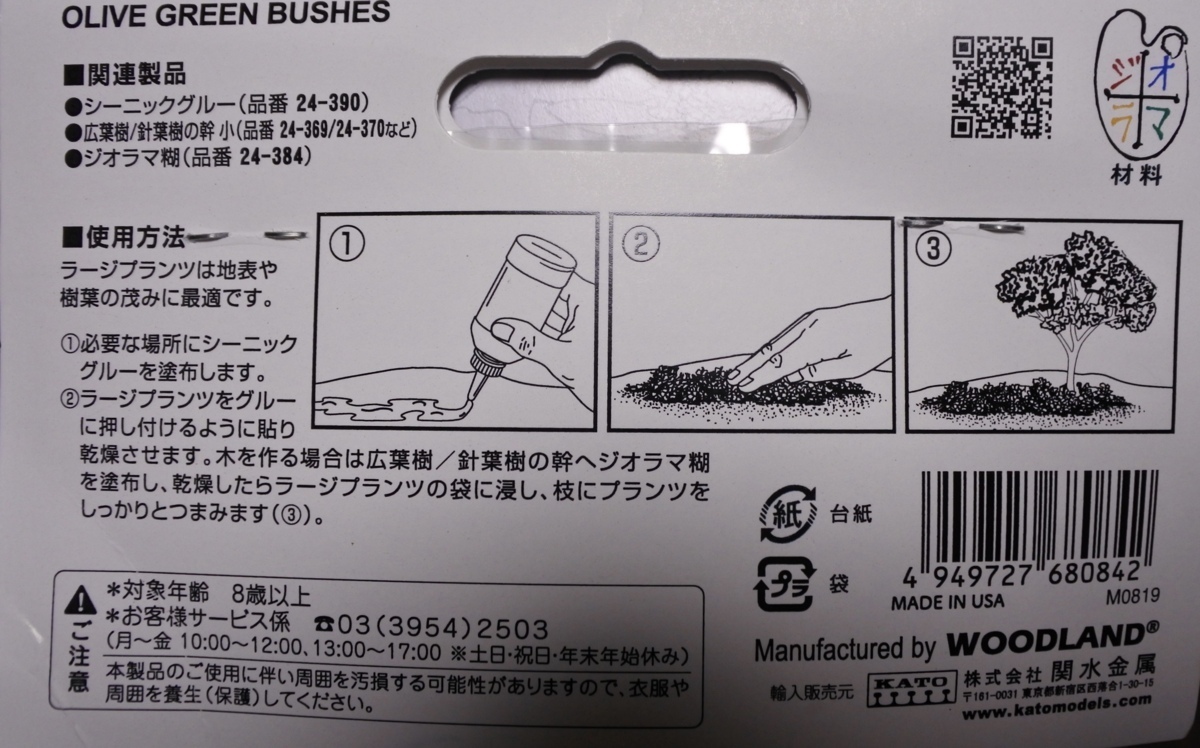 OLIVE GREEN BUSHES
■関連製品
●シーニックグルー(品番 24-390)
●広葉樹/針葉樹の幹 小(品番 24-369/24-370など)
●ジオラマ糊(品番 24-384)
ジオラマ
材料
■使用方法
ラージプランツは地表や
樹葉の茂みに最適です。
①必要な場所にシーニック
グルーを塗布します。
②ラージプランツをグルー
に押し付けるように貼り
乾燥させます。木を作る場合は広葉樹/針葉樹の幹へジオラマ糊
を塗布し、乾燥したらラージプランツの袋に浸し、枝にプランツを
しっかりとつまみます(③)。
①
②
③
紙 台紙
プラ 袋
4 949727 680842
MADE IN USA M0819
Manufactured by WOODLAND®
輸入販売元 KATO 株式会社 関水金属
〒161-0031 東京都新宿区西落合1-30-15
www.katomodels.com
ご注意
*対象年齢 8歳以上
*お客様サービス係 ☎03(3954)2503
(月～金 10:00～12:00、13:00～17:00 ※土日・祝日・年末年始休み)
本製品のご使用に伴い周囲を汚損する可能性がありますので、衣服や
周囲を養生(保護)してください。